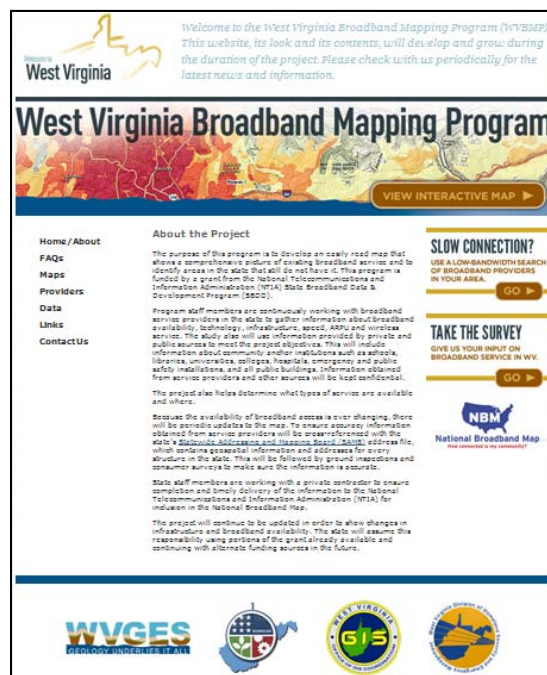 Welcome to
West Virginia
Welcome to the West Virginia Broadband Mapping Program (WVBMP)
This website, its look and its contents, will develop and grow during
the duration of the project. Please check with us periodically for the
latest news and information.
West Virginia Broadband Mapping Program
VIEW INTERACTIVE MAP
Home/About
FAQs
Maps
Providers
Data
Links
Contact Us
About the Project
The purpose of this program is to develop an easily read map that
shows a comprehensive picture of existing broadband service and to
identify areas in the state that still do not have it. This program is
funded by a grant from the National Telecommunications and
Information Administration (NTIA) State Broadband Data &
Development Program (SBDD).
Program staff members are continuously working with broadband
service providers in the state to gather information about broadband
availability, technology, infrastructure, speed, ARPU and wireless
service. The study also will use information provided by private and
public sources to meet the project objectives. This will include
information about community anchor institutions such as schools,
libraries, universities, colleges, hospitals, emergency and public
safety installations, and all public buildings. Information obtained
from service providers and other sources will be kept confidential.
The project also helps determine what types of service are available
and where.
Because the availability of broadband access is ever changing, there
will be periodic updates to the map. To ensure accuracy information
obtained from service providers will be cross-referenced with the
state's Statewide Addressing and Mapping Board (SAMB) address file,
which contains geospatial information and addresses for every
structure in the state. This will be followed by ground inspections and
consumer surveys to make sure the information is accurate.
State staff members are working with a private contractor to ensure
completion and timely delivery of the information to the National
Telecommunications and Information Administration (NTIA) for
inclusion in the National Broadband Map.
The project will continue to be updated in order to show changes in
infrastructure and broadband availability. The state will assume this
responsibility using portions of the grant already available and
continuing with alternate funding sources in the future.
SLOW CONNECTION?
USE A LOW-BANDWIDTH SEARCH
OF BROADBAND PROVIDERS
IN YOUR AREA.
GO
TAKE THE SURVEY
GIVE US YOUR INPUT ON
BROADBAND SERVICE IN WV.
GO
NBM
National Broadband Map
How connected is my community?
WVGES
GEOLOGY UNDERLIES IT ALL
WEST VIRGINIA
GIS
OFFICE OF GIS COORDINATION
West Virginia Division of Homeland Security
and Emergency